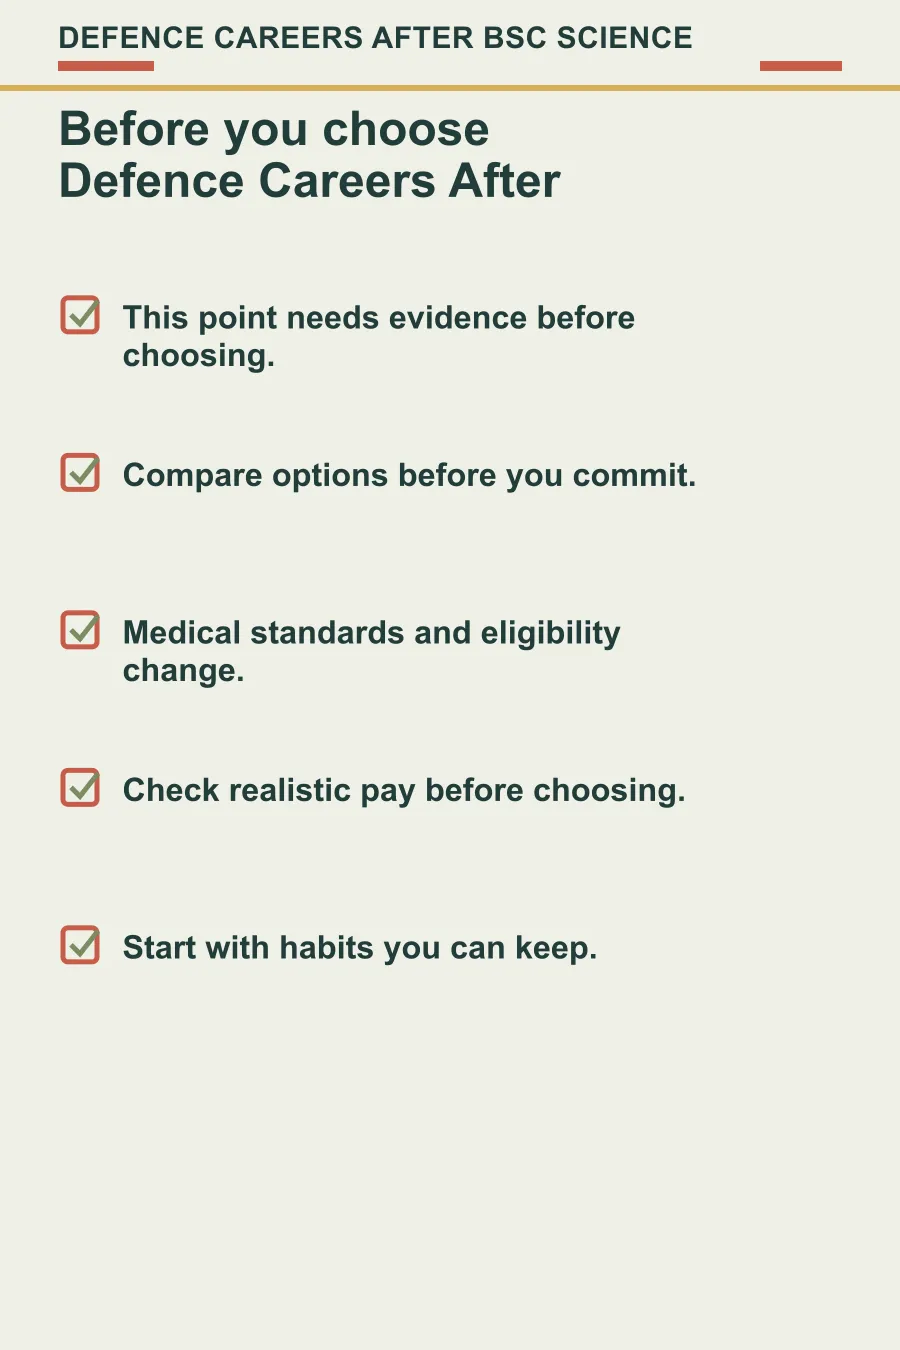 DEFENCE CAREERS AFTER BSC SCIENCE
Before you choose
Defence Careers After
This point needs evidence before
choosing.
Compare options before you commit.
Medical standards and eligibility
change.
Check realistic pay before choosing.
Start with habits you can keep.